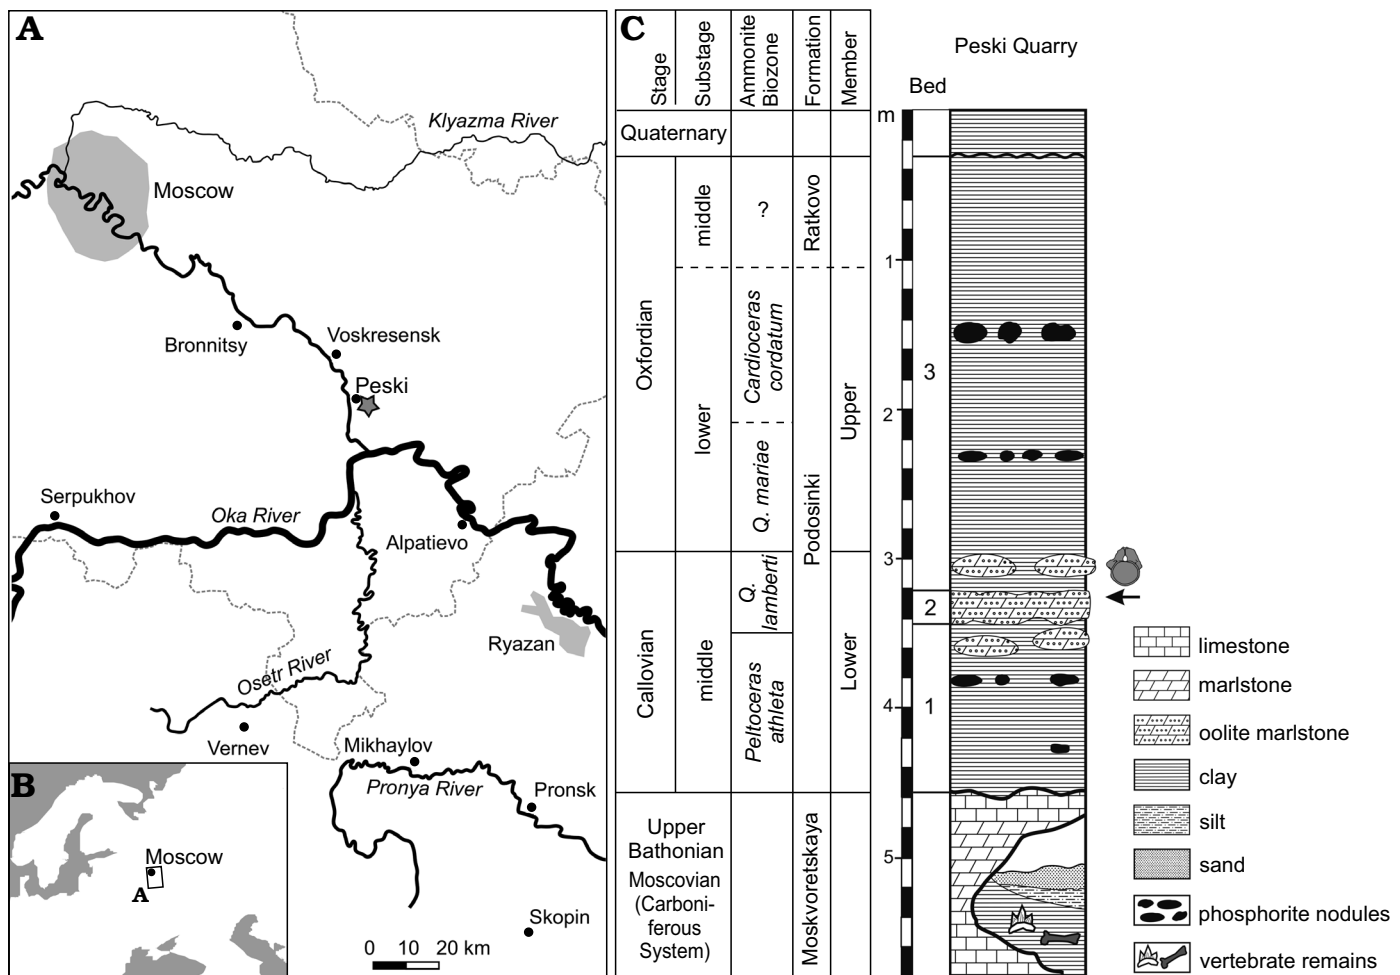 A
Klyazma River
Moscow
Bronnitsy
Voskresensk
Peski
Serpukhov
Oka River
Alpatievo
Ryazan
Osetr River
Vernev
Mikhaylov
Pronya River
Pronsk
Skopin
0 10 20 km
B
Moscow
A
C
Stage
Substage
Ammonite
Biozone
Formation
Member
Peski Quarry
Bed
m
Quaternary
Oxfordian
middle
?
Ratkovo
lower
Cardioceras
cordatum
Q. mariae
Upper
Podosinki
Callovian
middle
Q.
lamberti
Peltoceras
athleta
Lower
Upper
Bathonian
Moscovian
(Carboni-
ferous
System)
Moskvoretskaya
1
2
3
4
5
3
2
1
limestone
marlstone
oolite marlstone
clay
silt
sand
phosphorite nodules
vertebrate remains